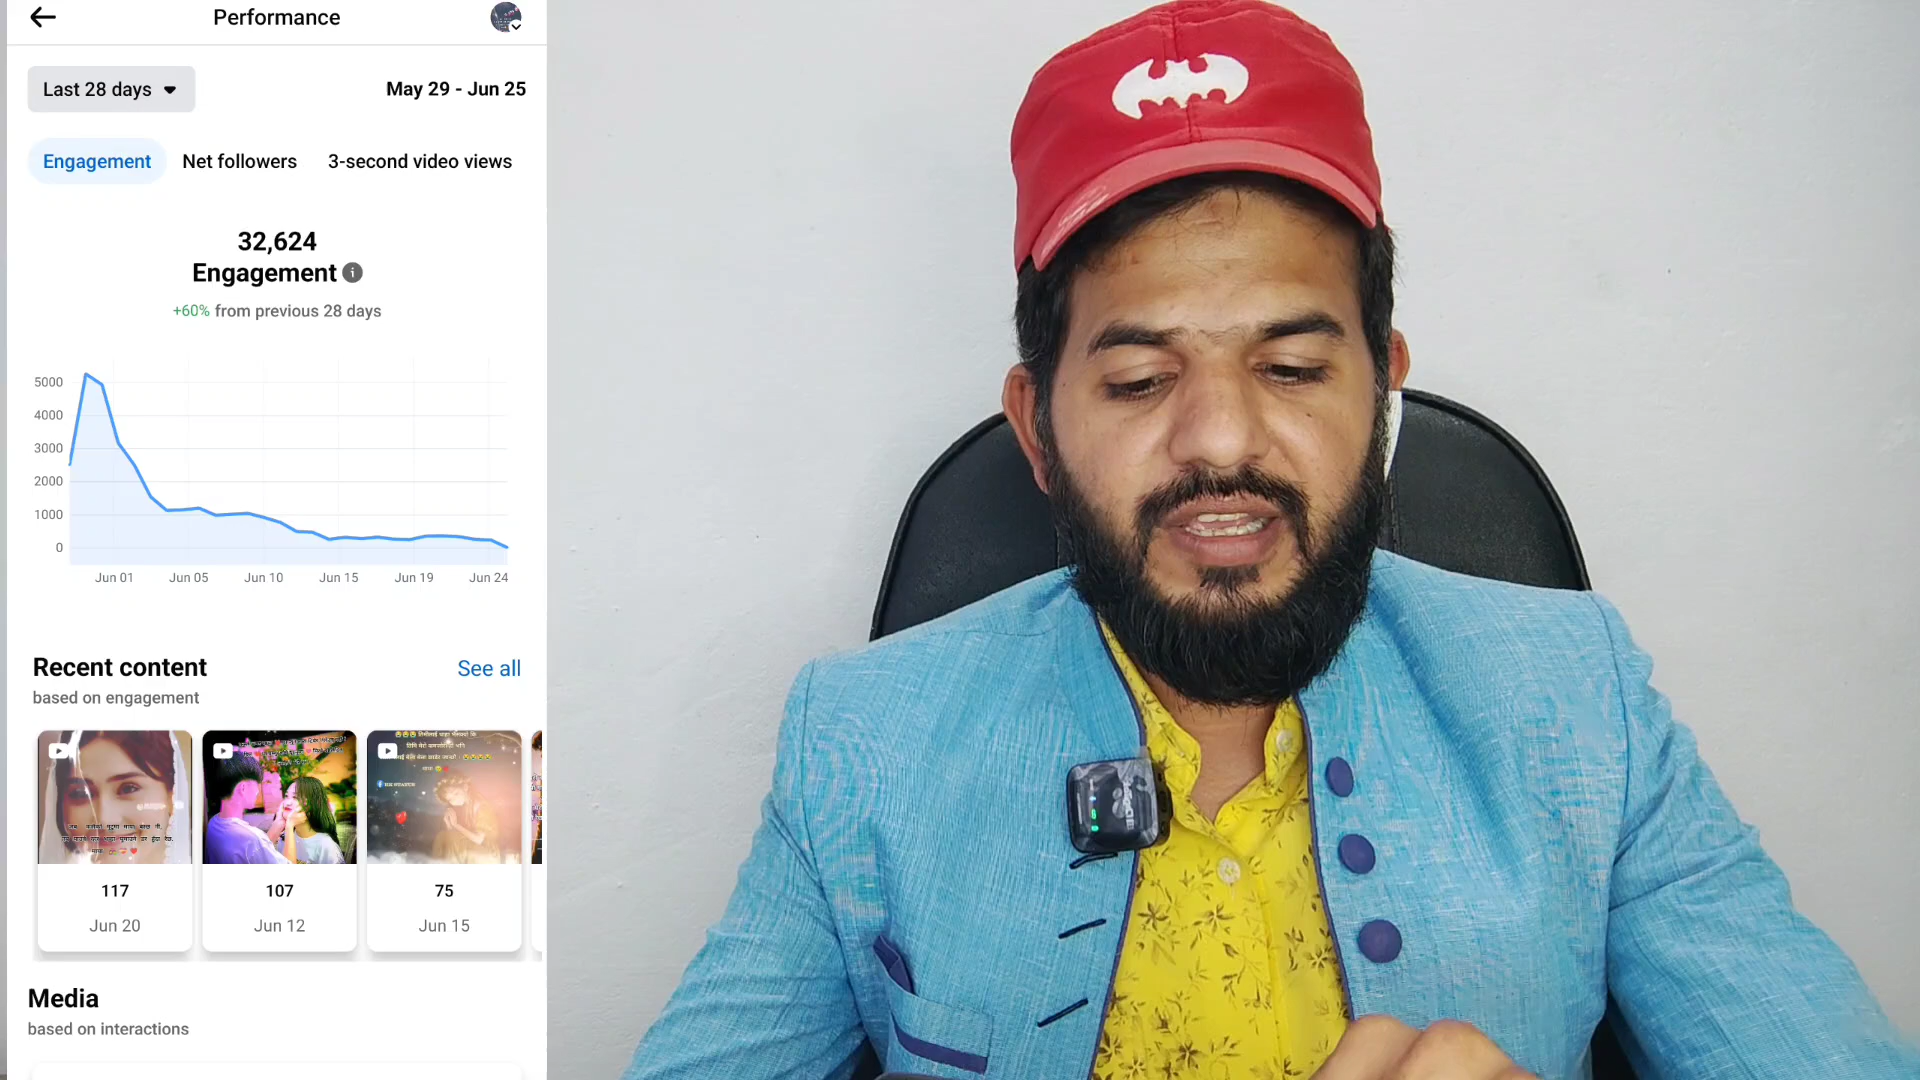 Performance
Last 28 days
May 29 - Jun 25
Engagement
Net followers
3-second video views
32,624
Engagement
+60% from previous 28 days
5000
4000
3000
2000
1000
0
Jun 01
Jun 05
Jun 10
Jun 15
Jun 19
Jun 24
Recent content
See all
based on engagement
117
Jun 20
107
Jun 12
75
Jun 15
Media
based on interactions